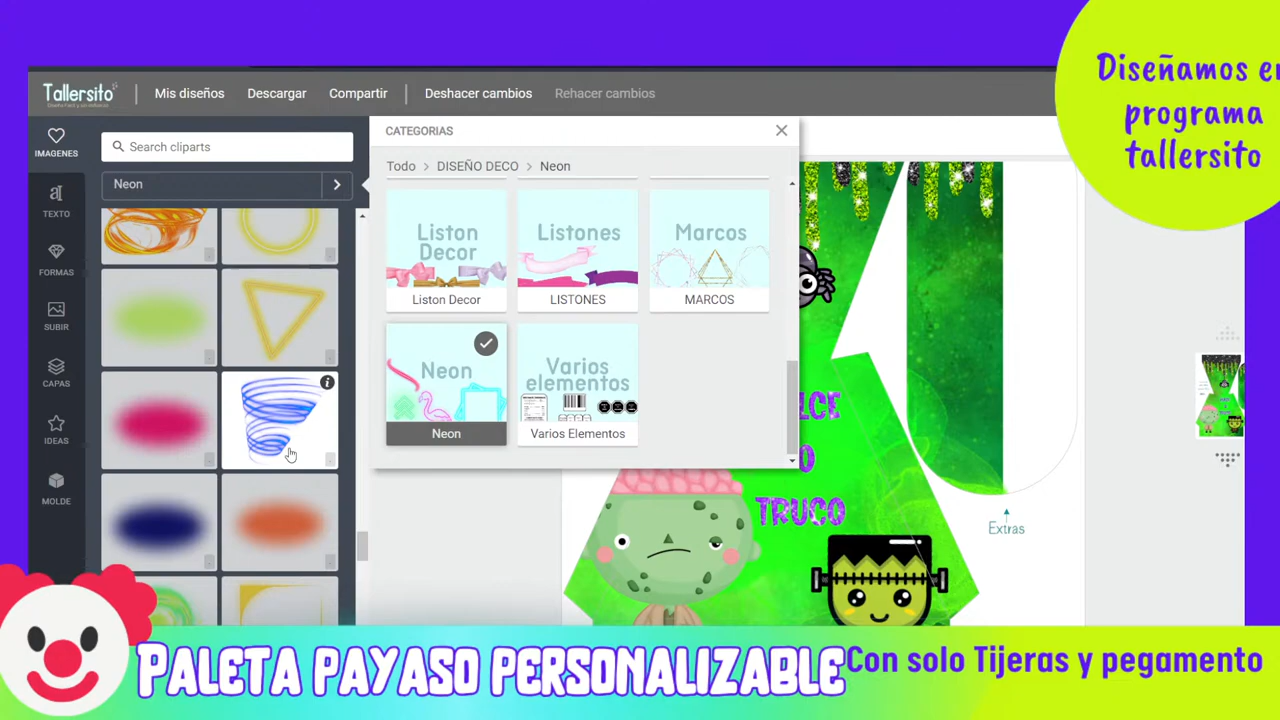 Diseñamos en
programa
tallersito
Tallersito
Mis diseños
Descargar
Compartir
Deshacer cambios
Rehacer cambios
IMAGENES
TEXTO
FORMAS
SUBIR
CAPAS
IDEAS
MOLDE
Search cliparts
Neon
CATEGORIAS
Todo > DISEÑO DECO > Neon
Liston
Decor
Liston Decor
Listones
LISTONES
Marcos
MARCOS
Neon
Neon
Varios
elementos
Varios Elementos
TRUCO
Extras
PALETA PAYASO PERSONALIZABLE
Con solo Tijeras y pegamento